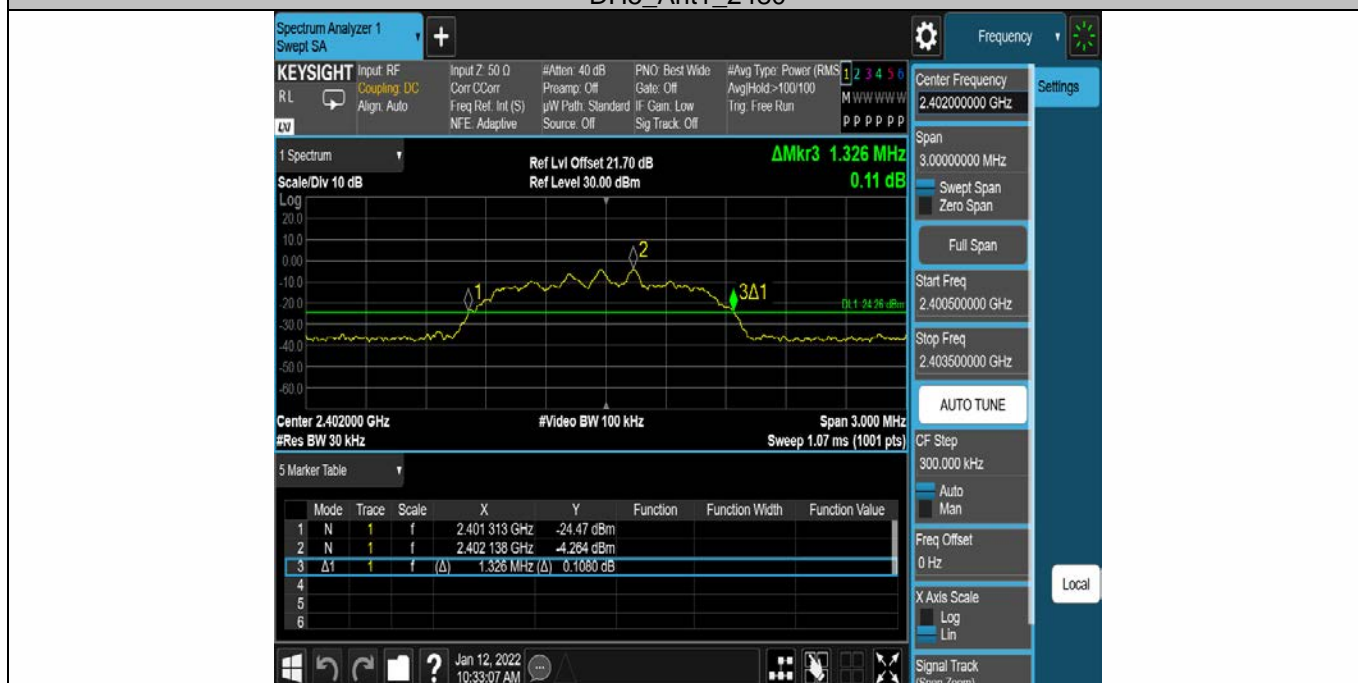 DH5_Ant1_2480
Spectrum Analyzer 1
Swept SA
+
Frequency
KEYSIGHT
RL
LXI
Input: RF
Coupling: DC
Align: Auto
Input Z: 50 Ω
Corr CCorr
Freq Ref: Int (S)
NFE: Adaptive
#Atten: 40 dB
Preamp: Off
µW Path: Standard
Source: Off
PNO: Best Wide
Gate: Off
IF Gain: Low
Sig Track: Off
#Avg Type: Power (RMS
Avg|Hold:>100/100
Trig: Free Run
1 2 3 4 5 6
M W W W W W
P P P P P P
1 Spectrum
Scale/Div 10 dB
Ref Lvl Offset 21.70 dB
Ref Level 30.00 dBm
ΔMkr3 1.326 MHz
0.11 dB
Log
20.0
10.0
0.00
-10.0
-20.0
-30.0
-40.0
-50.0
-60.0
1
2
3Δ1
DL1 -24.26 dBm
Center 2.402000 GHz
#Video BW 100 kHz
Span 3.000 MHz
#Res BW 30 kHz
Sweep 1.07 ms (1001 pts)
5 Marker Table
Mode Trace Scale X Y Function Function Width Function Value
1 N 1 f 2.401 313 GHz -24.47 dBm
2 N 1 f 2.402 138 GHz -4.264 dBm
3 Δ1 1 f (Δ) 1.326 MHz (Δ) 0.1080 dB
4
5
6
?
Jan 12, 2022
10:33:07 AM
Center Frequency
2.402000000 GHz
Settings
Span
3.00000000 MHz
Swept Span
Zero Span
Full Span
Start Freq
2.400500000 GHz
Stop Freq
2.403500000 GHz
AUTO TUNE
CF Step
300.000 kHz
Auto
Man
Freq Offset
0 Hz
X Axis Scale
Log
Lin
Local
Signal Track
(Span Zoom)